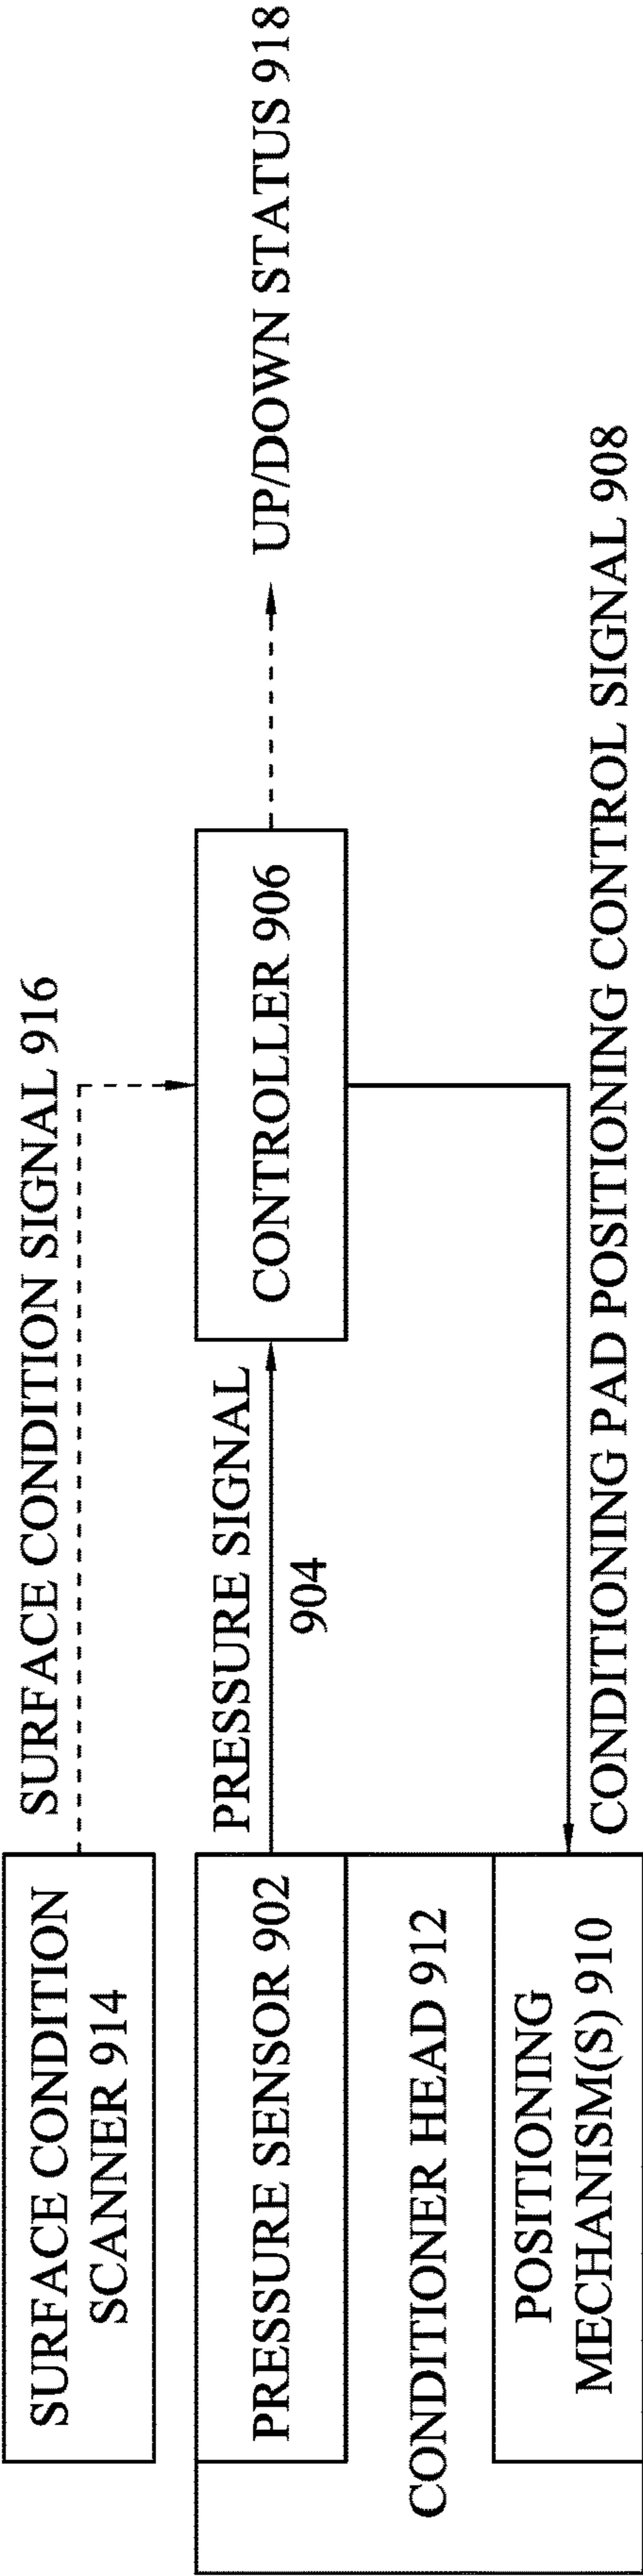 SURFACE CONDITION
SCANNER 914
SURFACE CONDITION SIGNAL 916
PRESSURE SENSOR 902
PRESSURE SIGNAL
904
CONTROLLER 906
UP/DOWN STATUS 918
CONDITIONER HEAD 912
POSITIONING
MECHANISM(S) 910
CONDITIONING PAD POSITIONING CONTROL SIGNAL 908